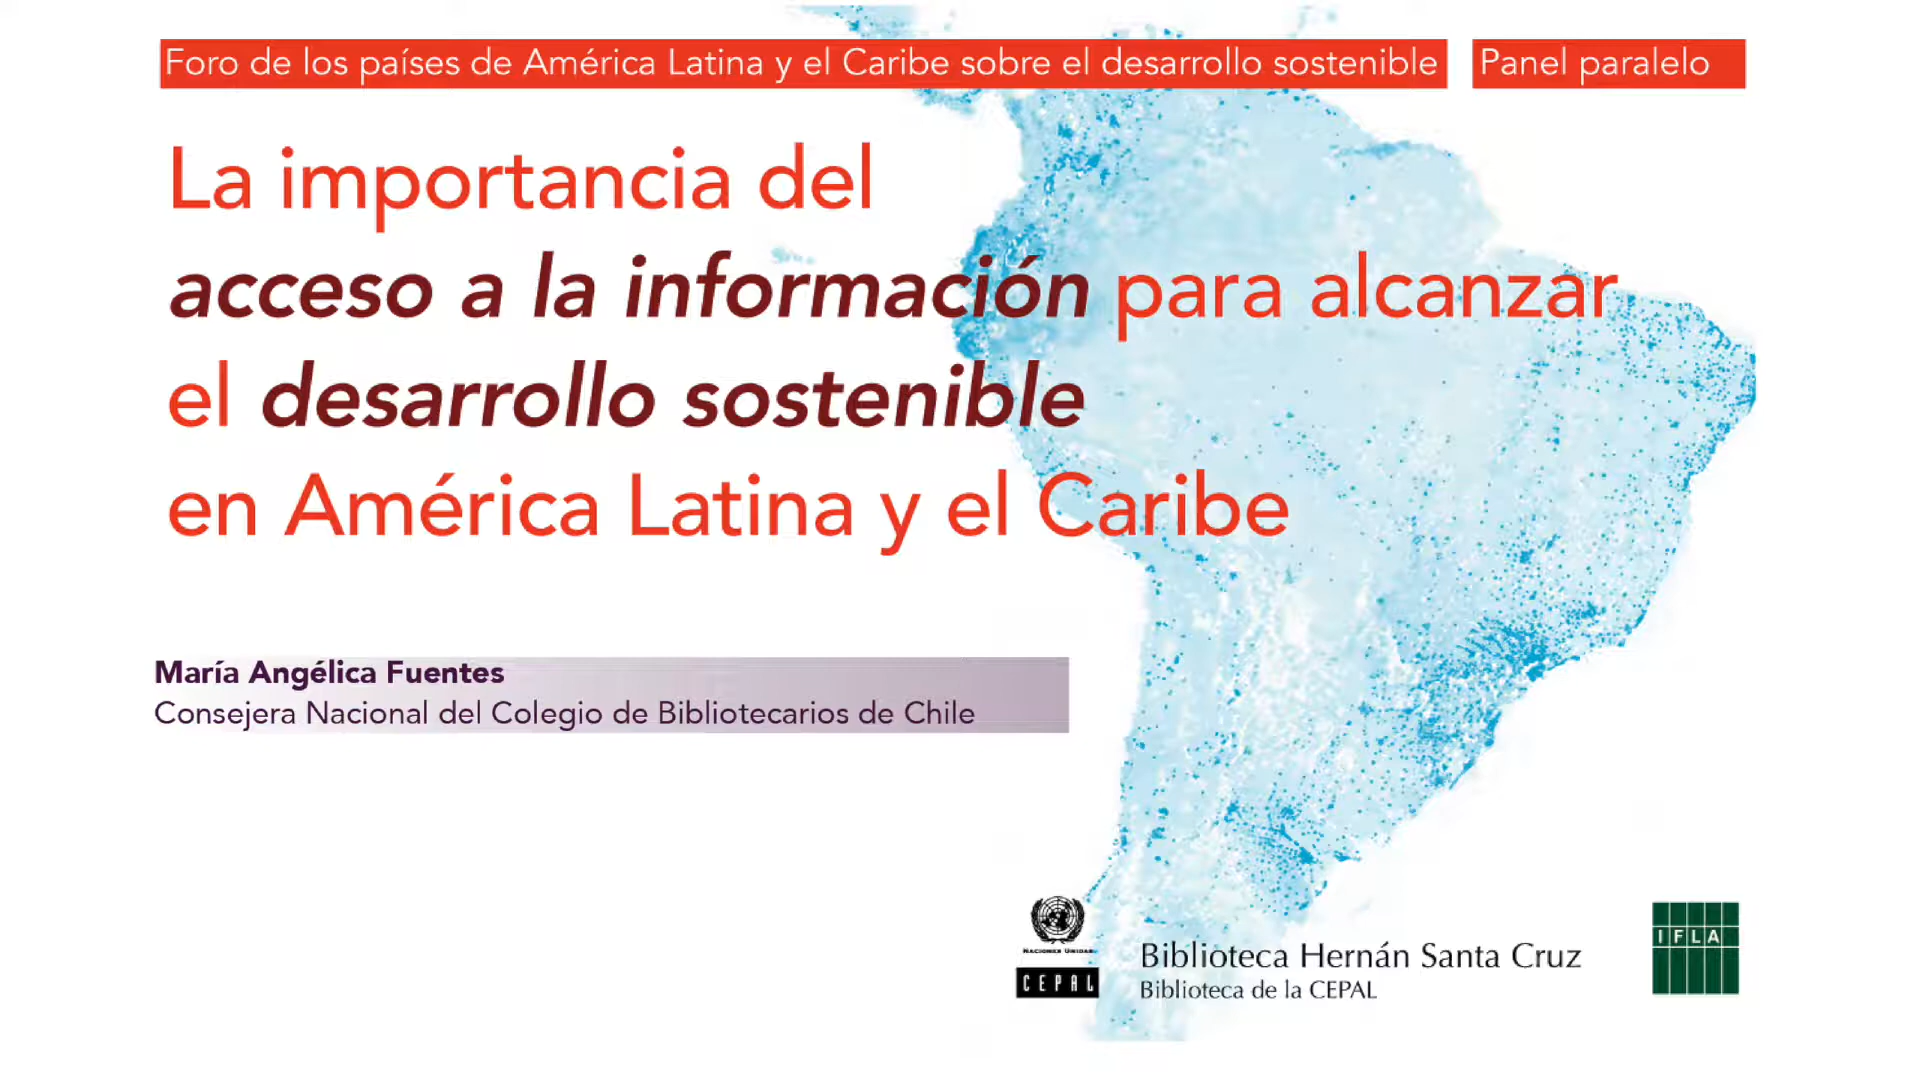 Foro de los países de América Latina y el Caribe sobre el desarrollo sostenible
Panel paralelo
La importancia del
acceso a la información para alcanzar
el desarrollo sostenible
en América Latina y el Caribe
María Angélica Fuentes
Consejera Nacional del Colegio de Bibliotecarios de Chile
NACIONES UNIDAS
CEPAL
Biblioteca Hernán Santa Cruz
Biblioteca de la CEPAL
IFLA